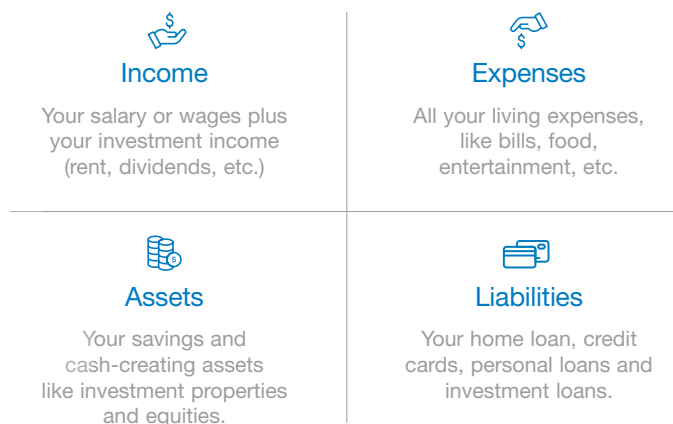 Income
Your salary or wages plus
your investment income
(rent, dividends, etc.)
Expenses
All your living expenses,
like bills, food,
entertainment, etc.
Assets
Your savings and
cash-creating assets
like investment properties
and equities.
Liabilities
Your home loan, credit
cards, personal loans and
investment loans.